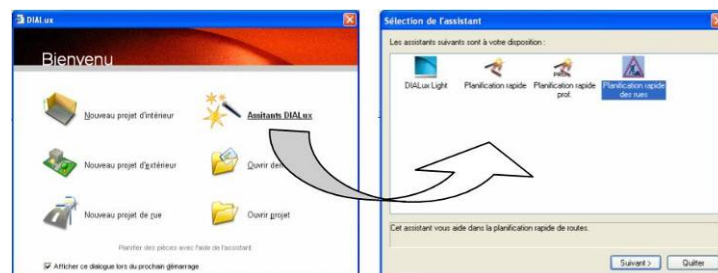 DIALux
Bienvenu
Nouveau projet d'intérieur
Assitants DIALux
Nouveau projet d'extérieur
Ouvrir der
Nouveau projet de rue
Ouvrir projet
Planifer des pièces avec l'aide de l'assistant
Afficher ce dialogue lors du prochain démarrage
Sélection de l'assistant
Les assistants suivants sont à votre disposition :
DIALux Light
Planification rapide
Planification rapide
prof.
Planification rapide
des rues
Cet assistant vous aide dans la planification rapide de routes.
Suivant >
Quitter